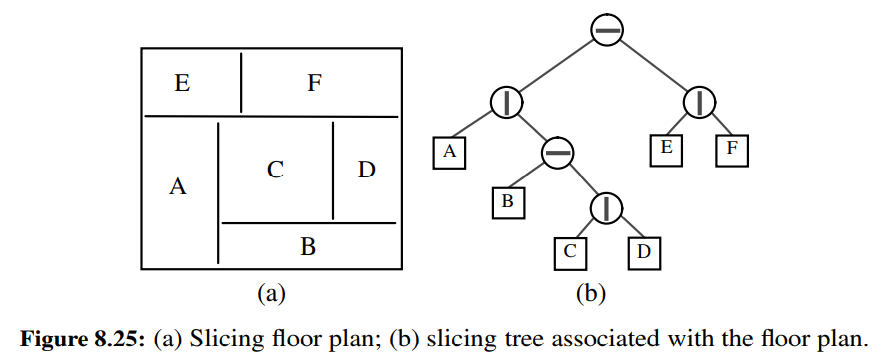 E F
A C D
B
A
B
C D
E F
(a) (b)
Figure 8.25: (a) Slicing floor plan; (b) slicing tree associated with the floor plan.